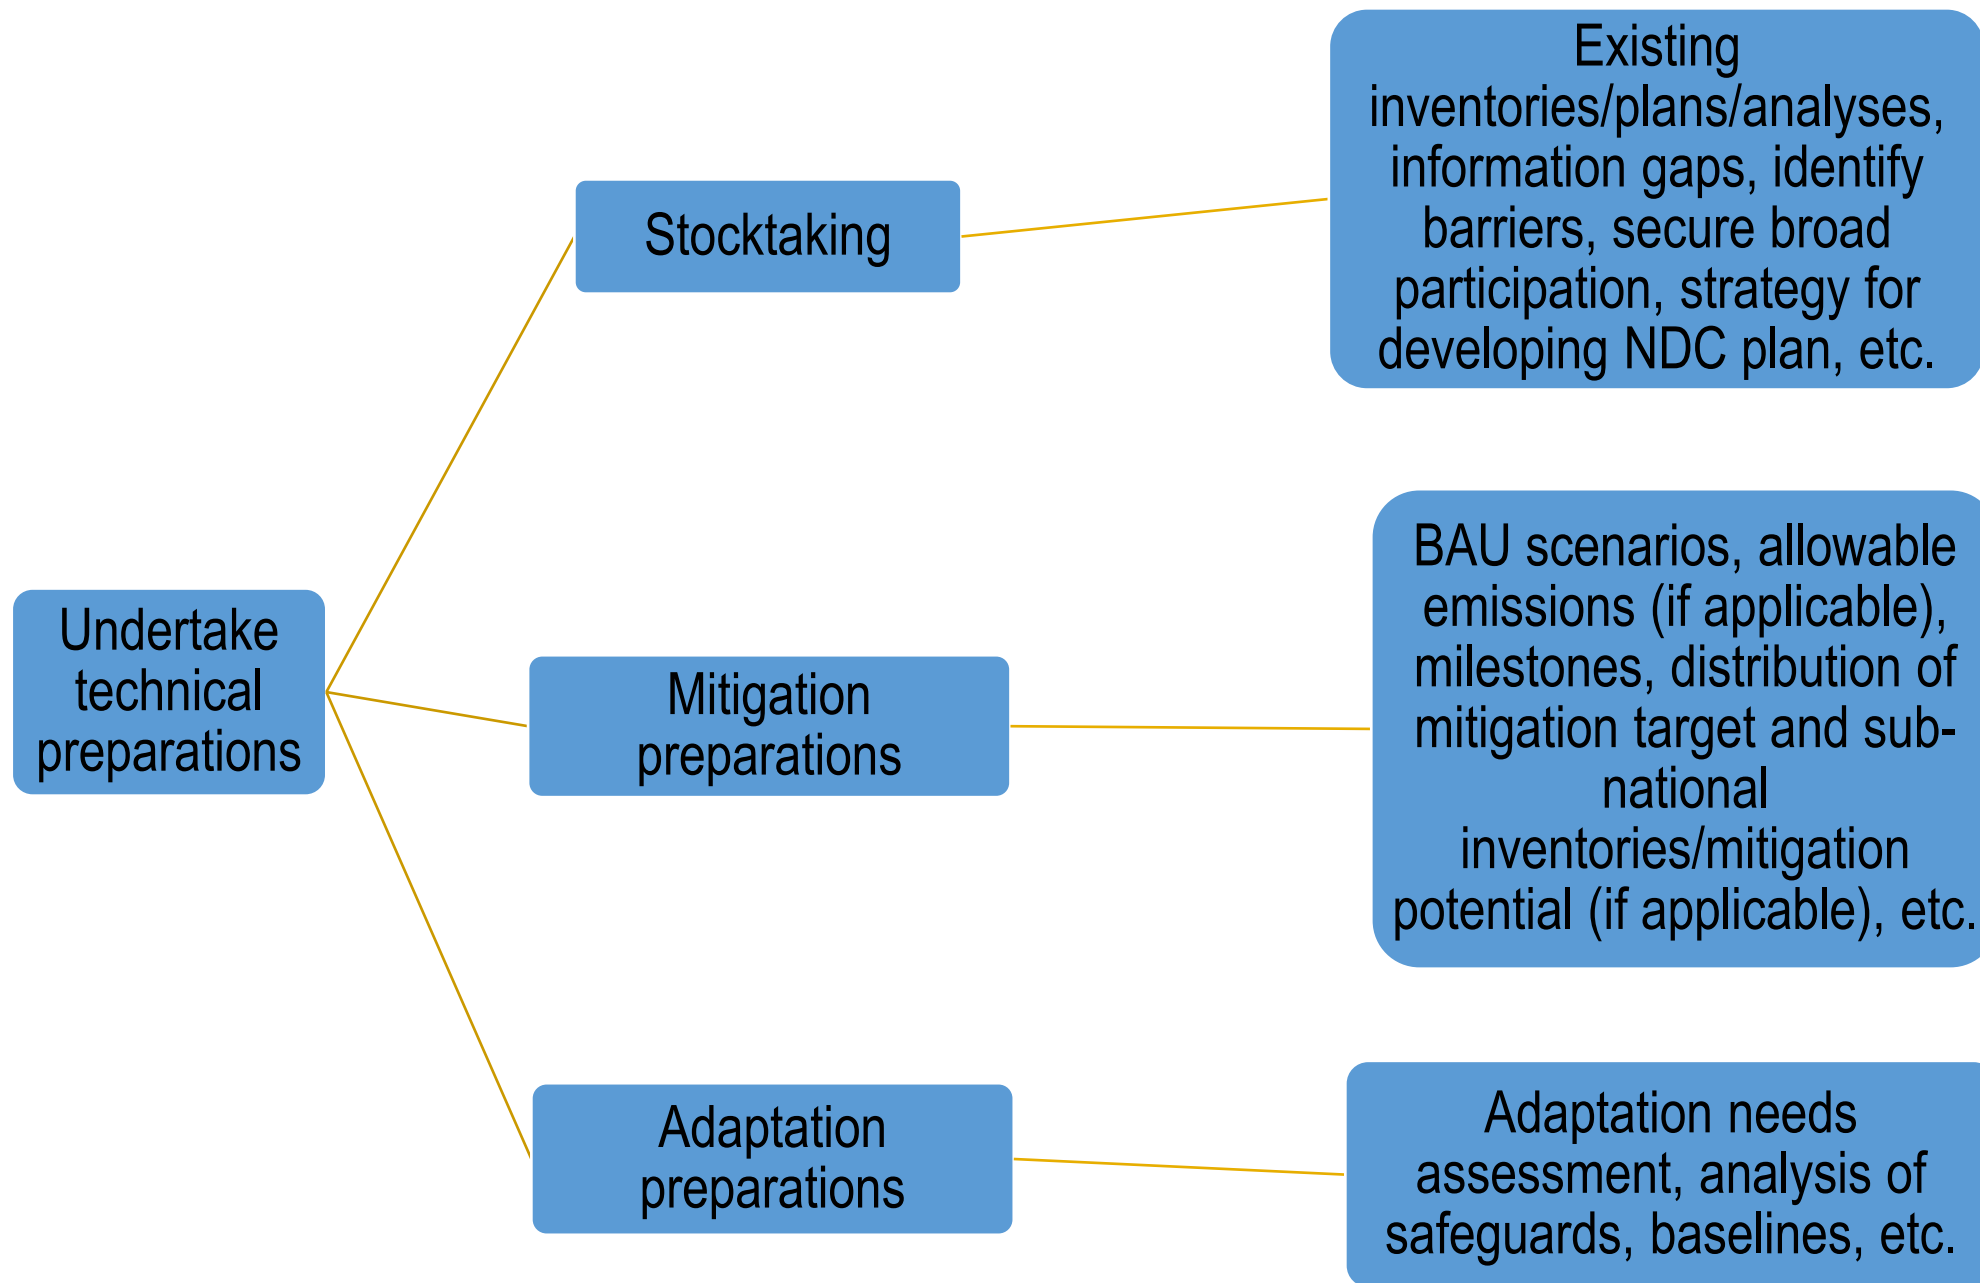 Undertake
technical
preparations
Stocktaking
Existing
inventories/plans/analyses,
information gaps, identify
barriers, secure broad
participation, strategy for
developing NDC plan, etc.
Mitigation
preparations
BAU scenarios, allowable
emissions (if applicable),
milestones, distribution of
mitigation target and sub-
national
inventories/mitigation
potential (if applicable), etc.
Adaptation
preparations
Adaptation needs
assessment, analysis of
safeguards, baselines, etc.